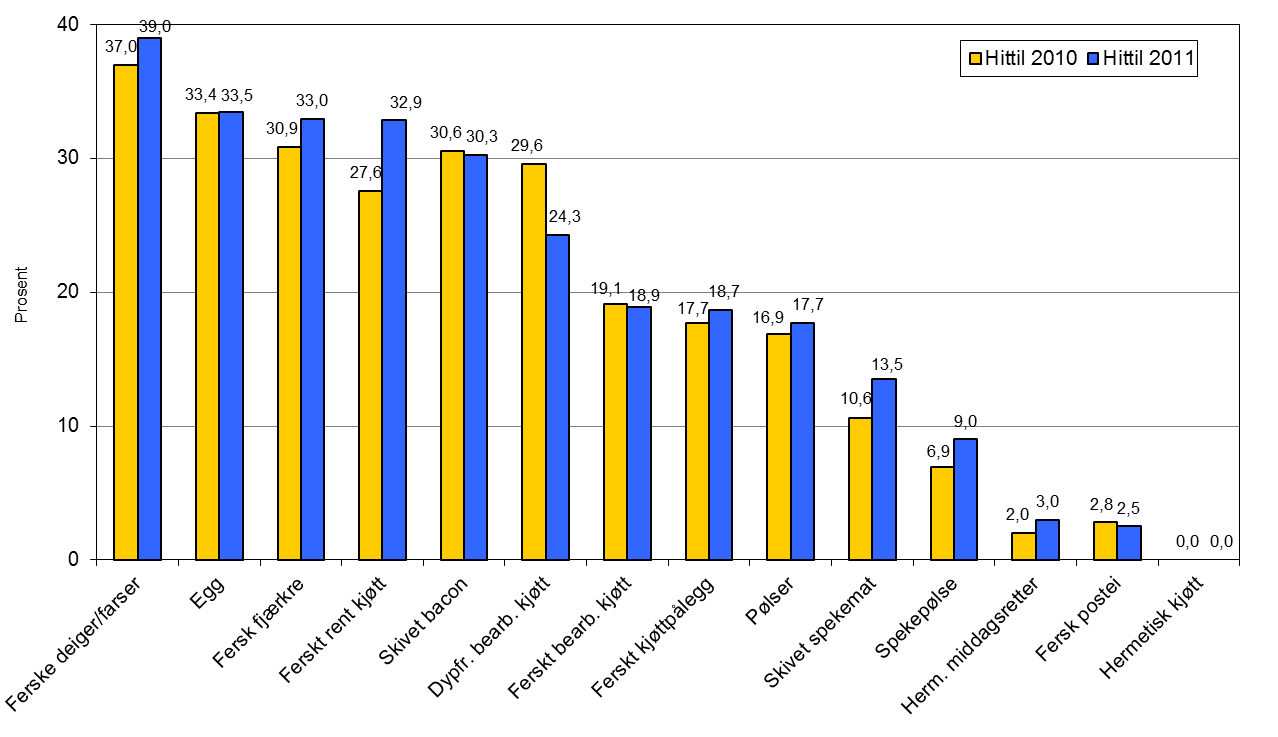 40
30
20
10
0
Prosent
Hittil 2010 Hittil 2011
37,0 39,0
33,4 33,5
30,9 33,0
27,6 32,9
30,6 30,3
29,6 24,3
19,1 18,9
17,7 18,7
16,9 17,7
10,6 13,5
6,9 9,0
2,0 3,0
2,8 2,5
0,0 0,0
Ferske deiger/farser
Egg
Fersk fjærkre
Ferskt rent kjøtt
Skivet bacon
Dypfr. bearb. kjøtt
Ferskt bearb. kjøtt
Ferskt kjøttpålegg
Pølser
Skivet spekemat
Spekepølse
Herm. middagsretter
Fersk postei
Hermetisk kjøtt